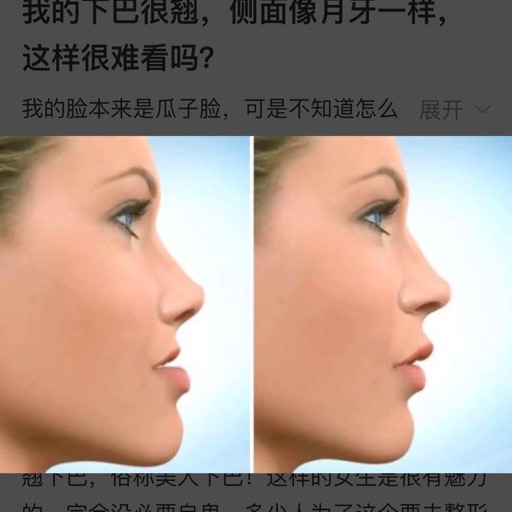 我的下巴很翘，侧面像月牙一样，
这样很难看吗？
我的脸本来是瓜子脸，可是不知道怎么 展开
翘下巴，俗称美人下巴！这样的女生是很有魅力
的，完全没必要自卑，多少人为了这个要去整形